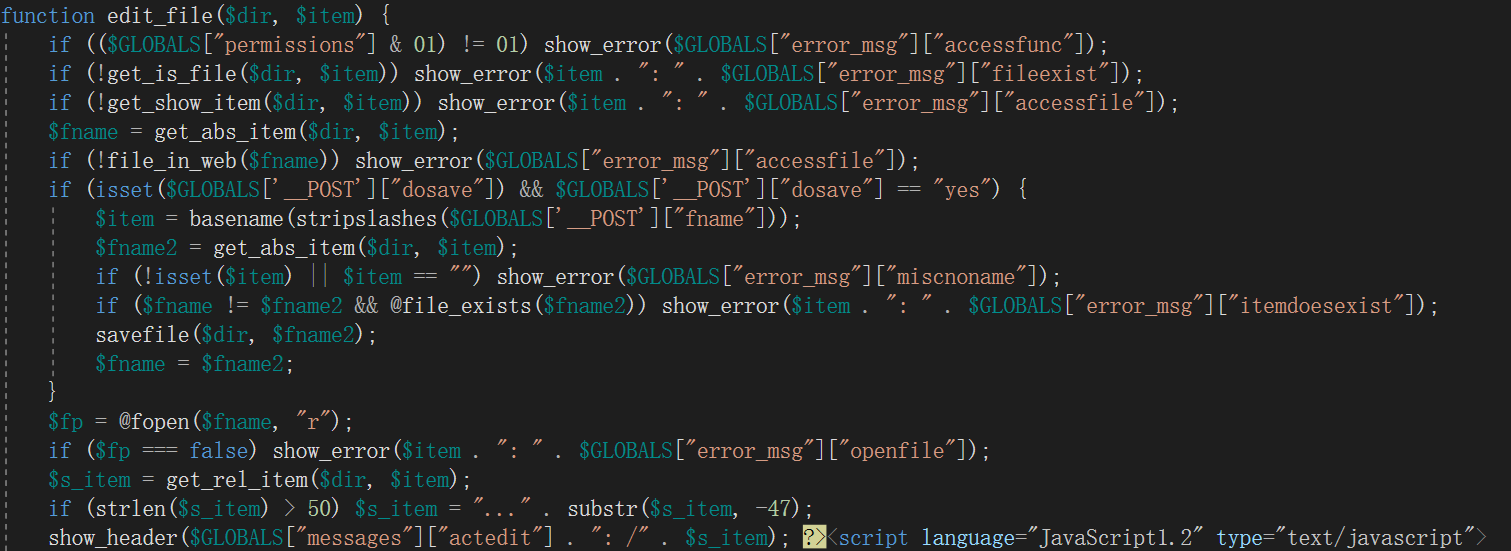 function edit_file($dir, $item) {
if (($GLOBALS["permissions"] & 01) != 01) show_error($GLOBALS["error_msg"]["accessfunc"]);
if (!get_is_file($dir, $item)) show_error($item . ": " . $GLOBALS["error_msg"]["fileexist"]);
if (!get_show_item($dir, $item)) show_error($item . ": " . $GLOBALS["error_msg"]["accessfile"]);
$fname = get_abs_item($dir, $item);
if (!file_in_web($fname)) show_error($GLOBALS["error_msg"]["accessfile"]);
if (isset($GLOBALS['__POST']["dosave"]) && $GLOBALS['__POST']["dosave"] == "yes") {
$item = basename(stripslashes($GLOBALS['__POST']["fname"]));
$fname2 = get_abs_item($dir, $item);
if (!isset($item) || $item == "") show_error($GLOBALS["error_msg"]["miscnoname"]);
if ($fname != $fname2 && @file_exists($fname2)) show_error($item . ": " . $GLOBALS["error_msg"]["itemdoesexist"]);
savefile($dir, $fname2);
$fname = $fname2;
}
$fp = @fopen($fname, "r");
if ($fp === false) show_error($item . ": " . $GLOBALS["error_msg"]["openfile"]);
$s_item = get_rel_item($dir, $item);
if (strlen($s_item) > 50) $s_item = "..." . substr($s_item, -47);
show_header($GLOBALS["messages"]["actedit"] . ": /" . $s_item); ?><script language="JavaScript1.2" type="text/javascript">